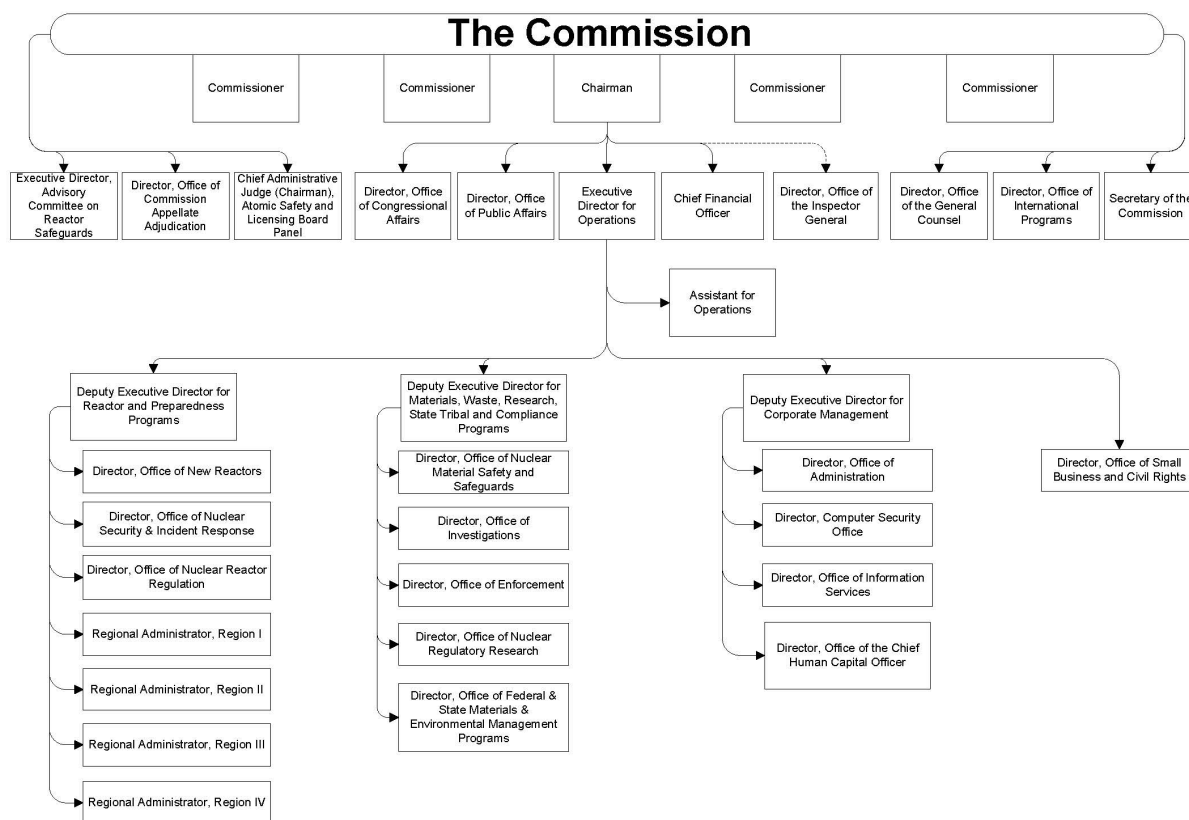 The Commission
Commissioner
Commissioner
Chairman
Commissioner
Commissioner
Executive Director,
Advisory
Committee on
Reactor
Safeguards
Director, Office of
Commission
Appellate
Adjudication
Chief Administrative
Judge (Chairman),
Atomic Safety and
Licensing Board
Panel
Director, Office
of Congressional
Affairs
Director, Office
of Public Affairs
Executive
Director for
Operations
Chief Financial
Officer
Director, Office of
the Inspector
General
Director, Office
of the General
Counsel
Director, Office of
International
Programs
Secretary of the
Commission
Assistant for
Operations
Deputy Executive Director for
Reactor and Preparedness
Programs
Director, Office of New Reactors
Director, Office of Nuclear
Security & Incident Response
Director, Office of Nuclear Reactor
Regulation
Regional Administrator, Region I
Regional Administrator, Region II
Regional Administrator, Region III
Regional Administrator, Region IV
Deputy Executive Director for
Materials, Waste, Research,
State Tribal and Compliance
Programs
Director, Office of Nuclear
Material Safety and
Safeguards
Director, Office of
Investigations
Director, Office of Enforcement
Director, Office of Nuclear
Regulatory Research
Director, Office of Federal &
State Materials &
Environmental Management
Programs
Deputy Executive Director for
Corporate Management
Director, Office of
Administration
Director, Computer Security
Office
Director, Office of Information
Services
Director, Office of the Chief
Human Capital Officer
Director, Office of Small
Business and Civil Rights